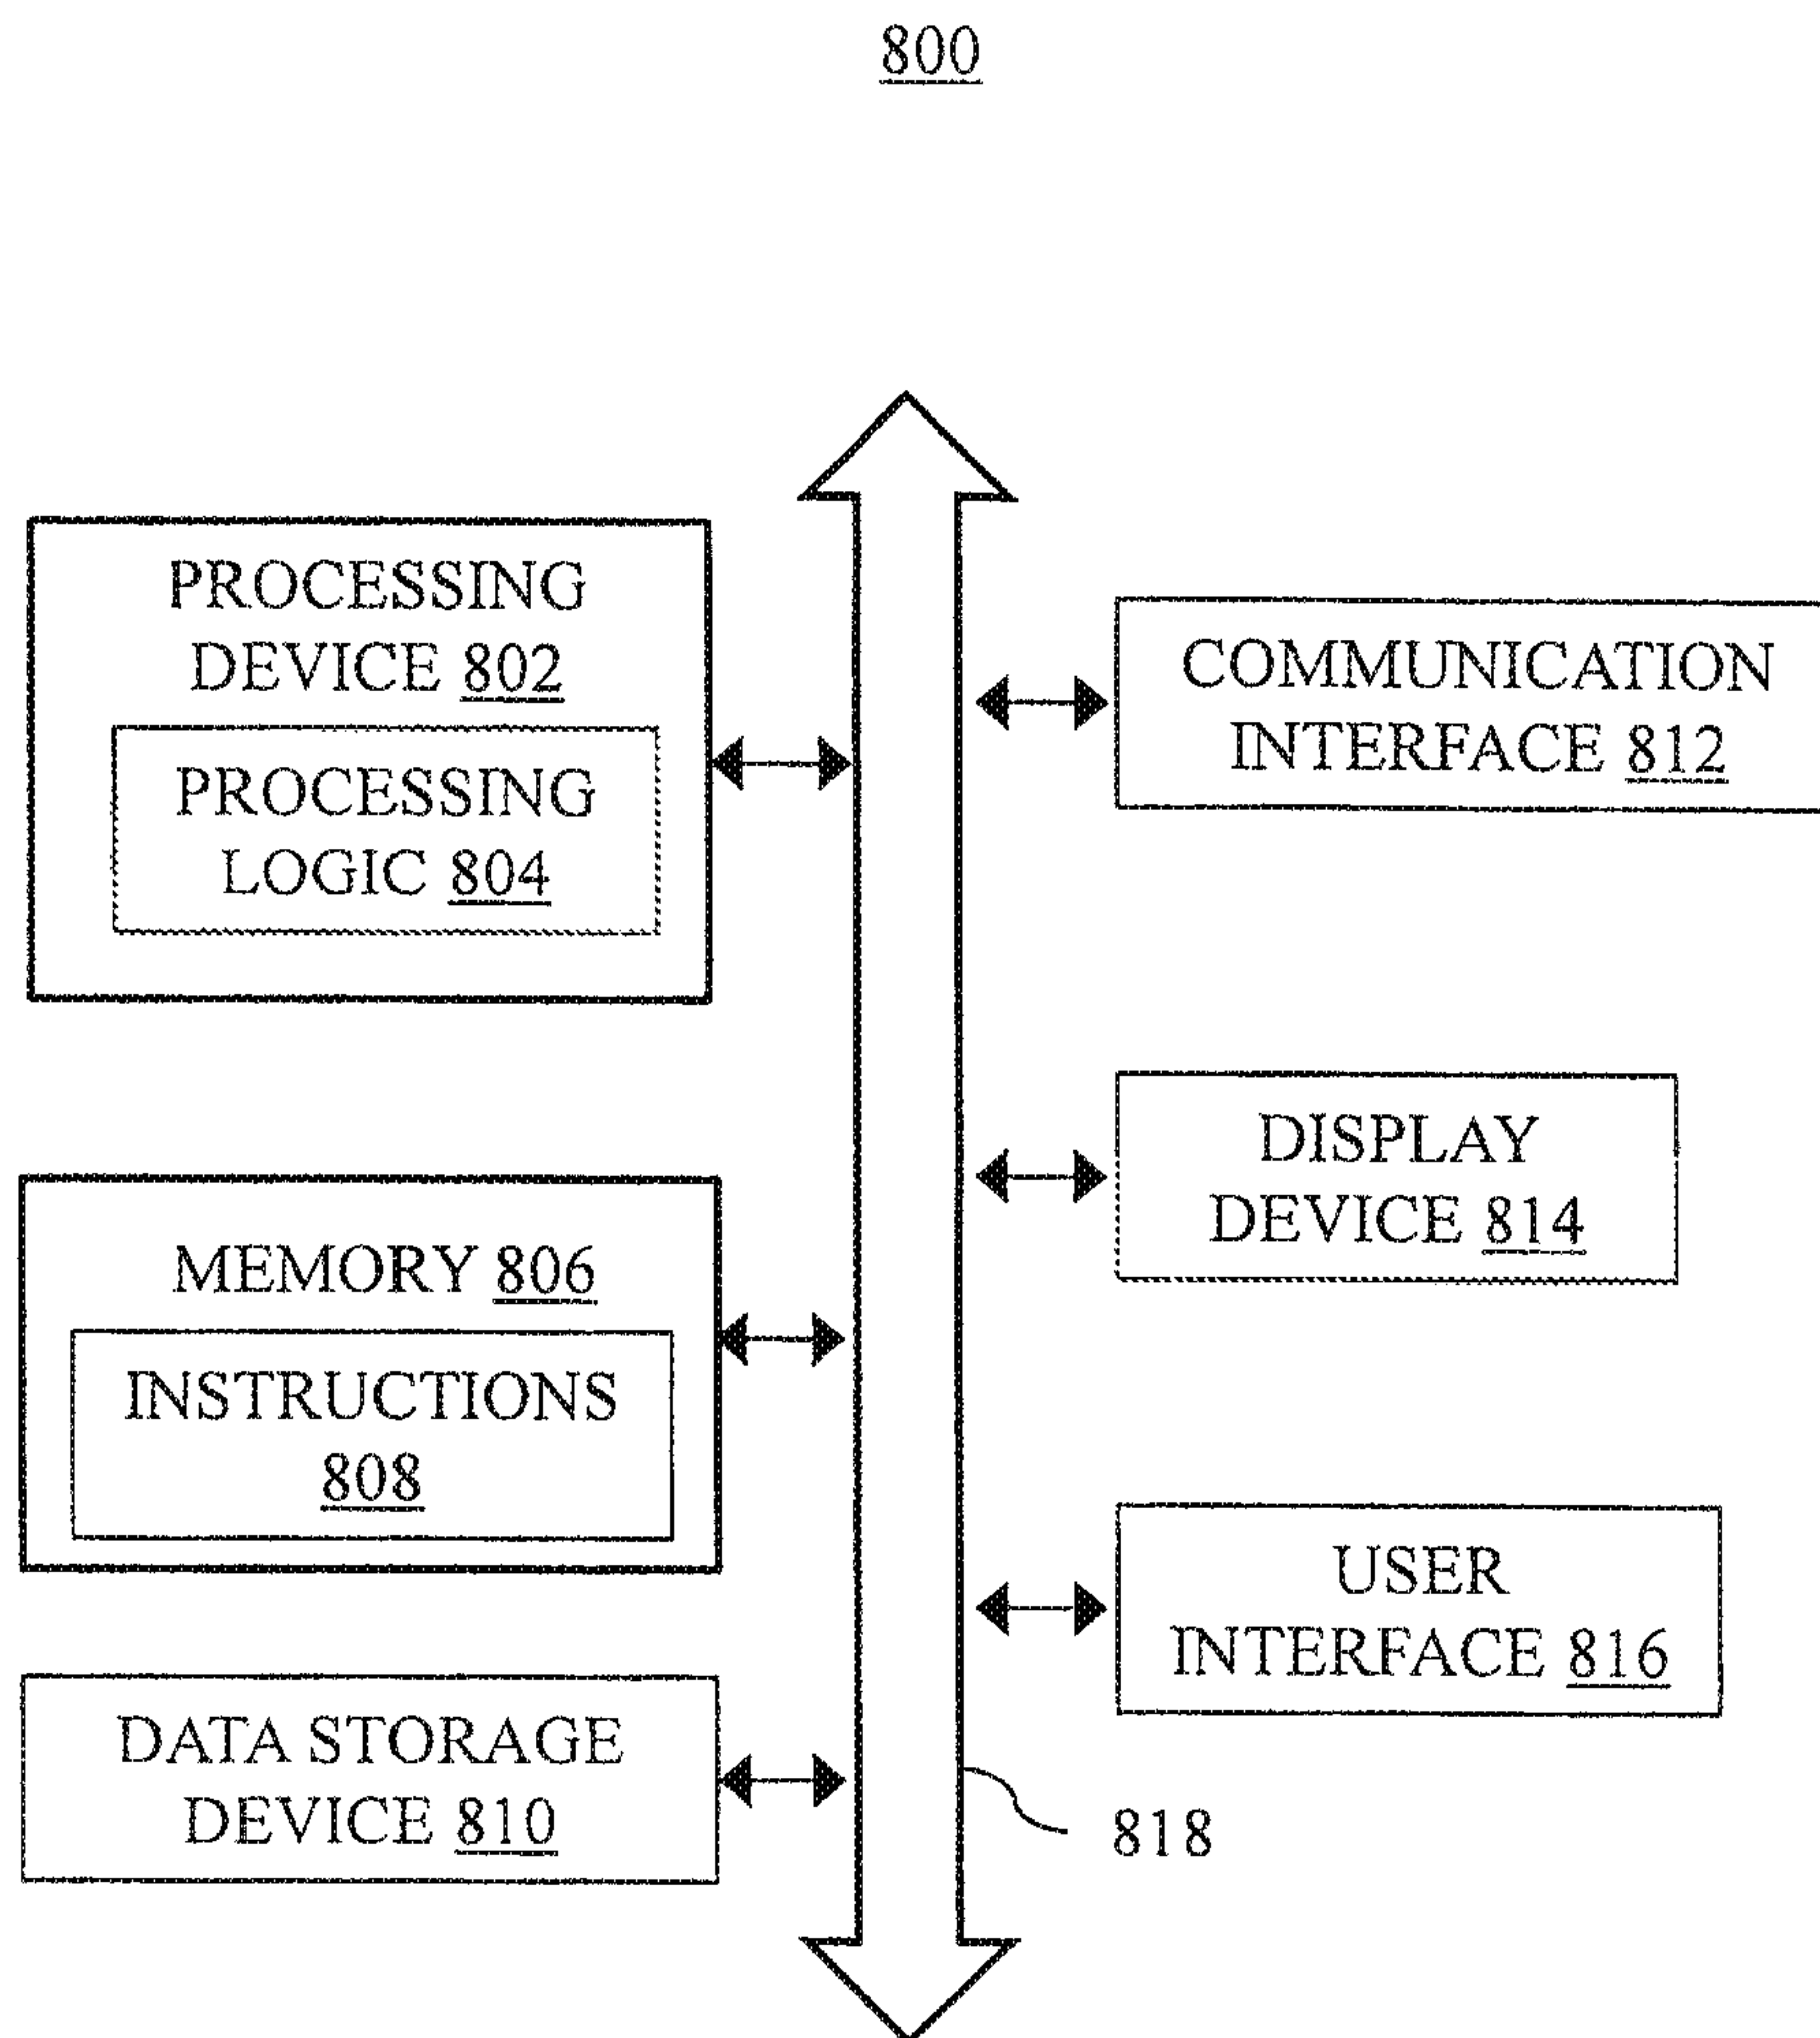 800
PROCESSING
DEVICE 802
PROCESSING
LOGIC 804
MEMORY 806
INSTRUCTIONS
808
DATA STORAGE
DEVICE 810
COMMUNICATION
INTERFACE 812
DISPLAY
DEVICE 814
USER
INTERFACE 816
818